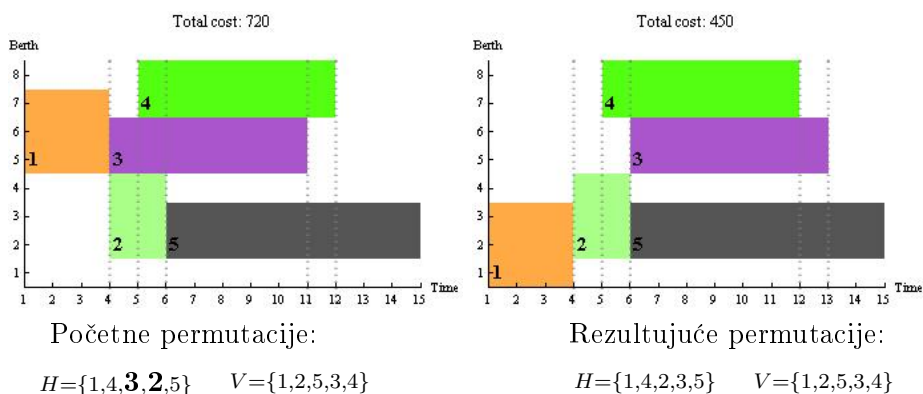 Total cost: 720
Berth
8
7
6
5
4
3
2
1
4
1
3
2
5
1 2 3 4 5 6 7 8 9 10 11 12 13 14 15 Time
Početne permutacije:
H={1,4,3,2,5} V={1,2,5,3,4}
Total cost: 450
Berth
8
7
6
5
4
3
2
1
4
3
2
5
1
1 2 3 4 5 6 7 8 9 10 11 12 13 14 15 Time
Rezultujuće permutacije:
H={1,4,2,3,5} V={1,2,5,3,4}